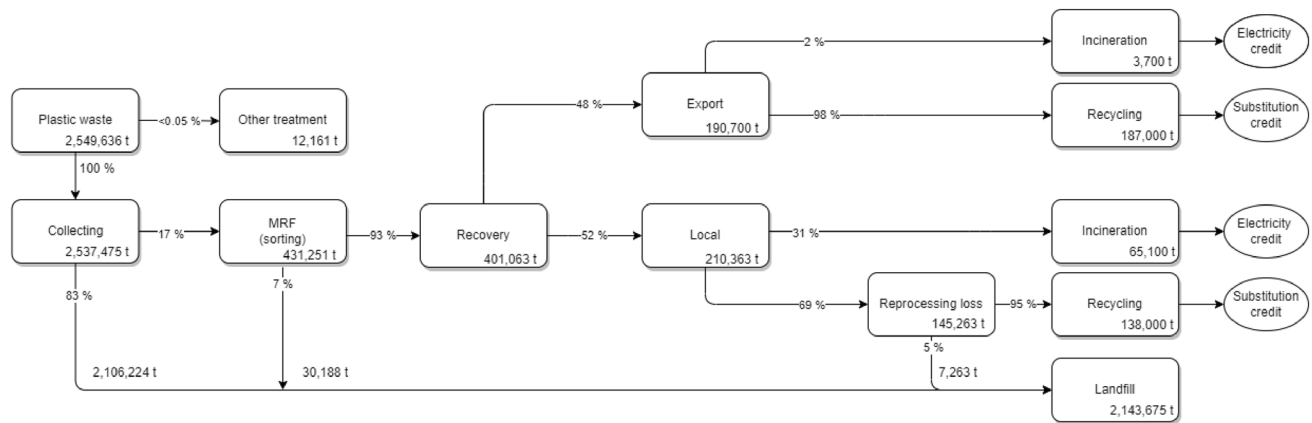 2 %
Incineration
3,700 t
Electricity
credit
Plastic waste
2,549,636 t
<0.05 %
Other treatment
12,161 t
48 %
Export
190,700 t
98 %
Recycling
187,000 t
Substitution
credit
100 %
Collecting
2,537,475 t
17 %
MRF
(sorting)
431,251 t
93 %
Recovery
401,063 t
52 %
Local
210,363 t
31 %
Incineration
65,100 t
Electricity
credit
83 %
7 %
69 %
Reprocessing loss
145,263 t
95 %
Recycling
138,000 t
Substitution
credit
5 %
2,106,224 t
30,188 t
7,263 t
Landfill
2,143,675 t